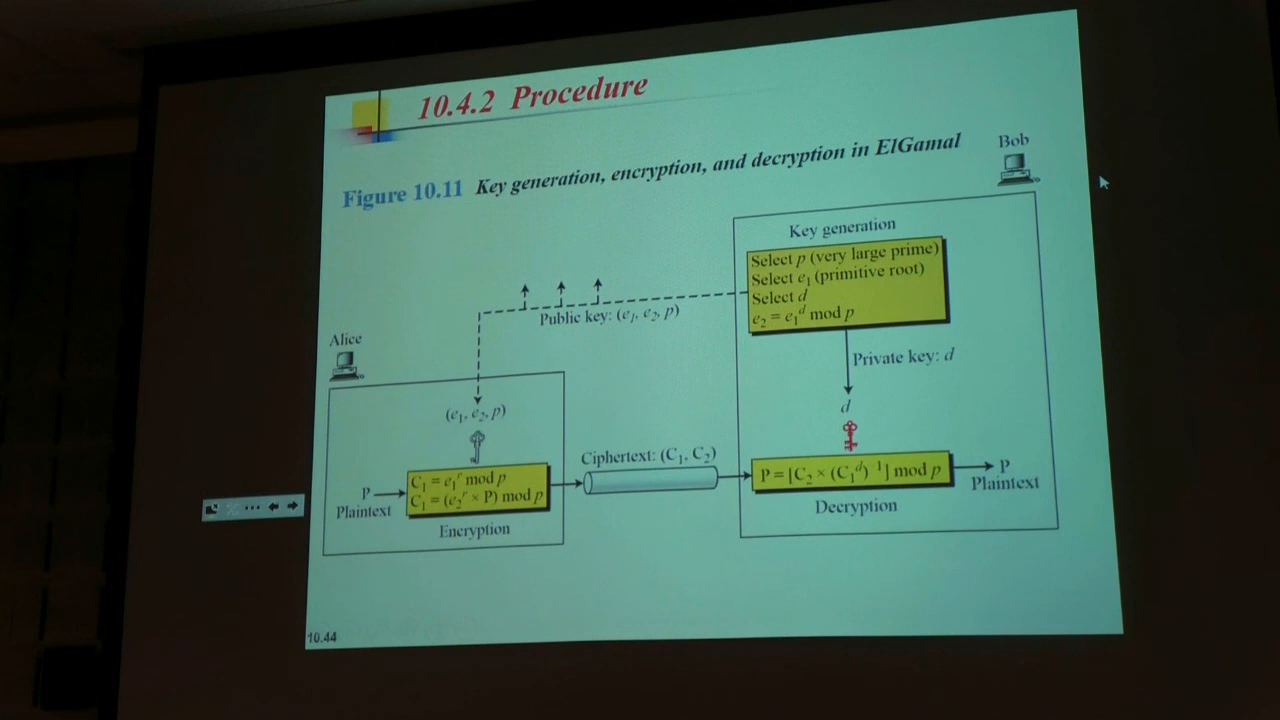 10.4.2 Procedure
Figure 10.11 Key generation, encryption, and decryption in ElGamal
Bob
Key generation
Select p (very large prime)
Select e₁ (primitive root)
Select d
e₂ = e₁ᵈ mod p
Public key: (e₁, e₂, p)
Private key: d
Alice
(e₁, e₂, p)
d
Ciphertext: (C₁, C₂)
C₁ = e₁ʳ mod p
C₁ = (e₂ʳ × P) mod p
P
Plaintext
Encryption
P = [C₂ × (C₁ᵈ)⁻¹] mod p
Decryption
P
Plaintext
10.44